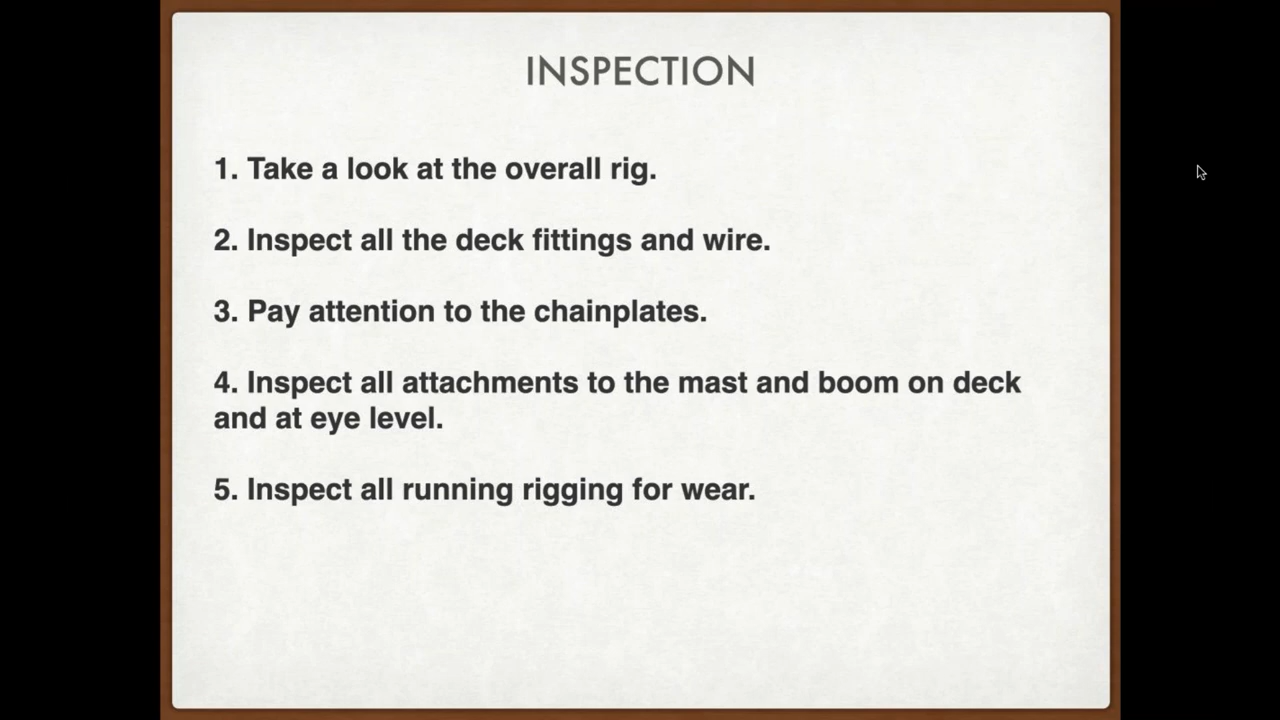 INSPECTION
1. Take a look at the overall rig.
2. Inspect all the deck fittings and wire.
3. Pay attention to the chainplates.
4. Inspect all attachments to the mast and boom on deck
and at eye level.
5. Inspect all running rigging for wear.